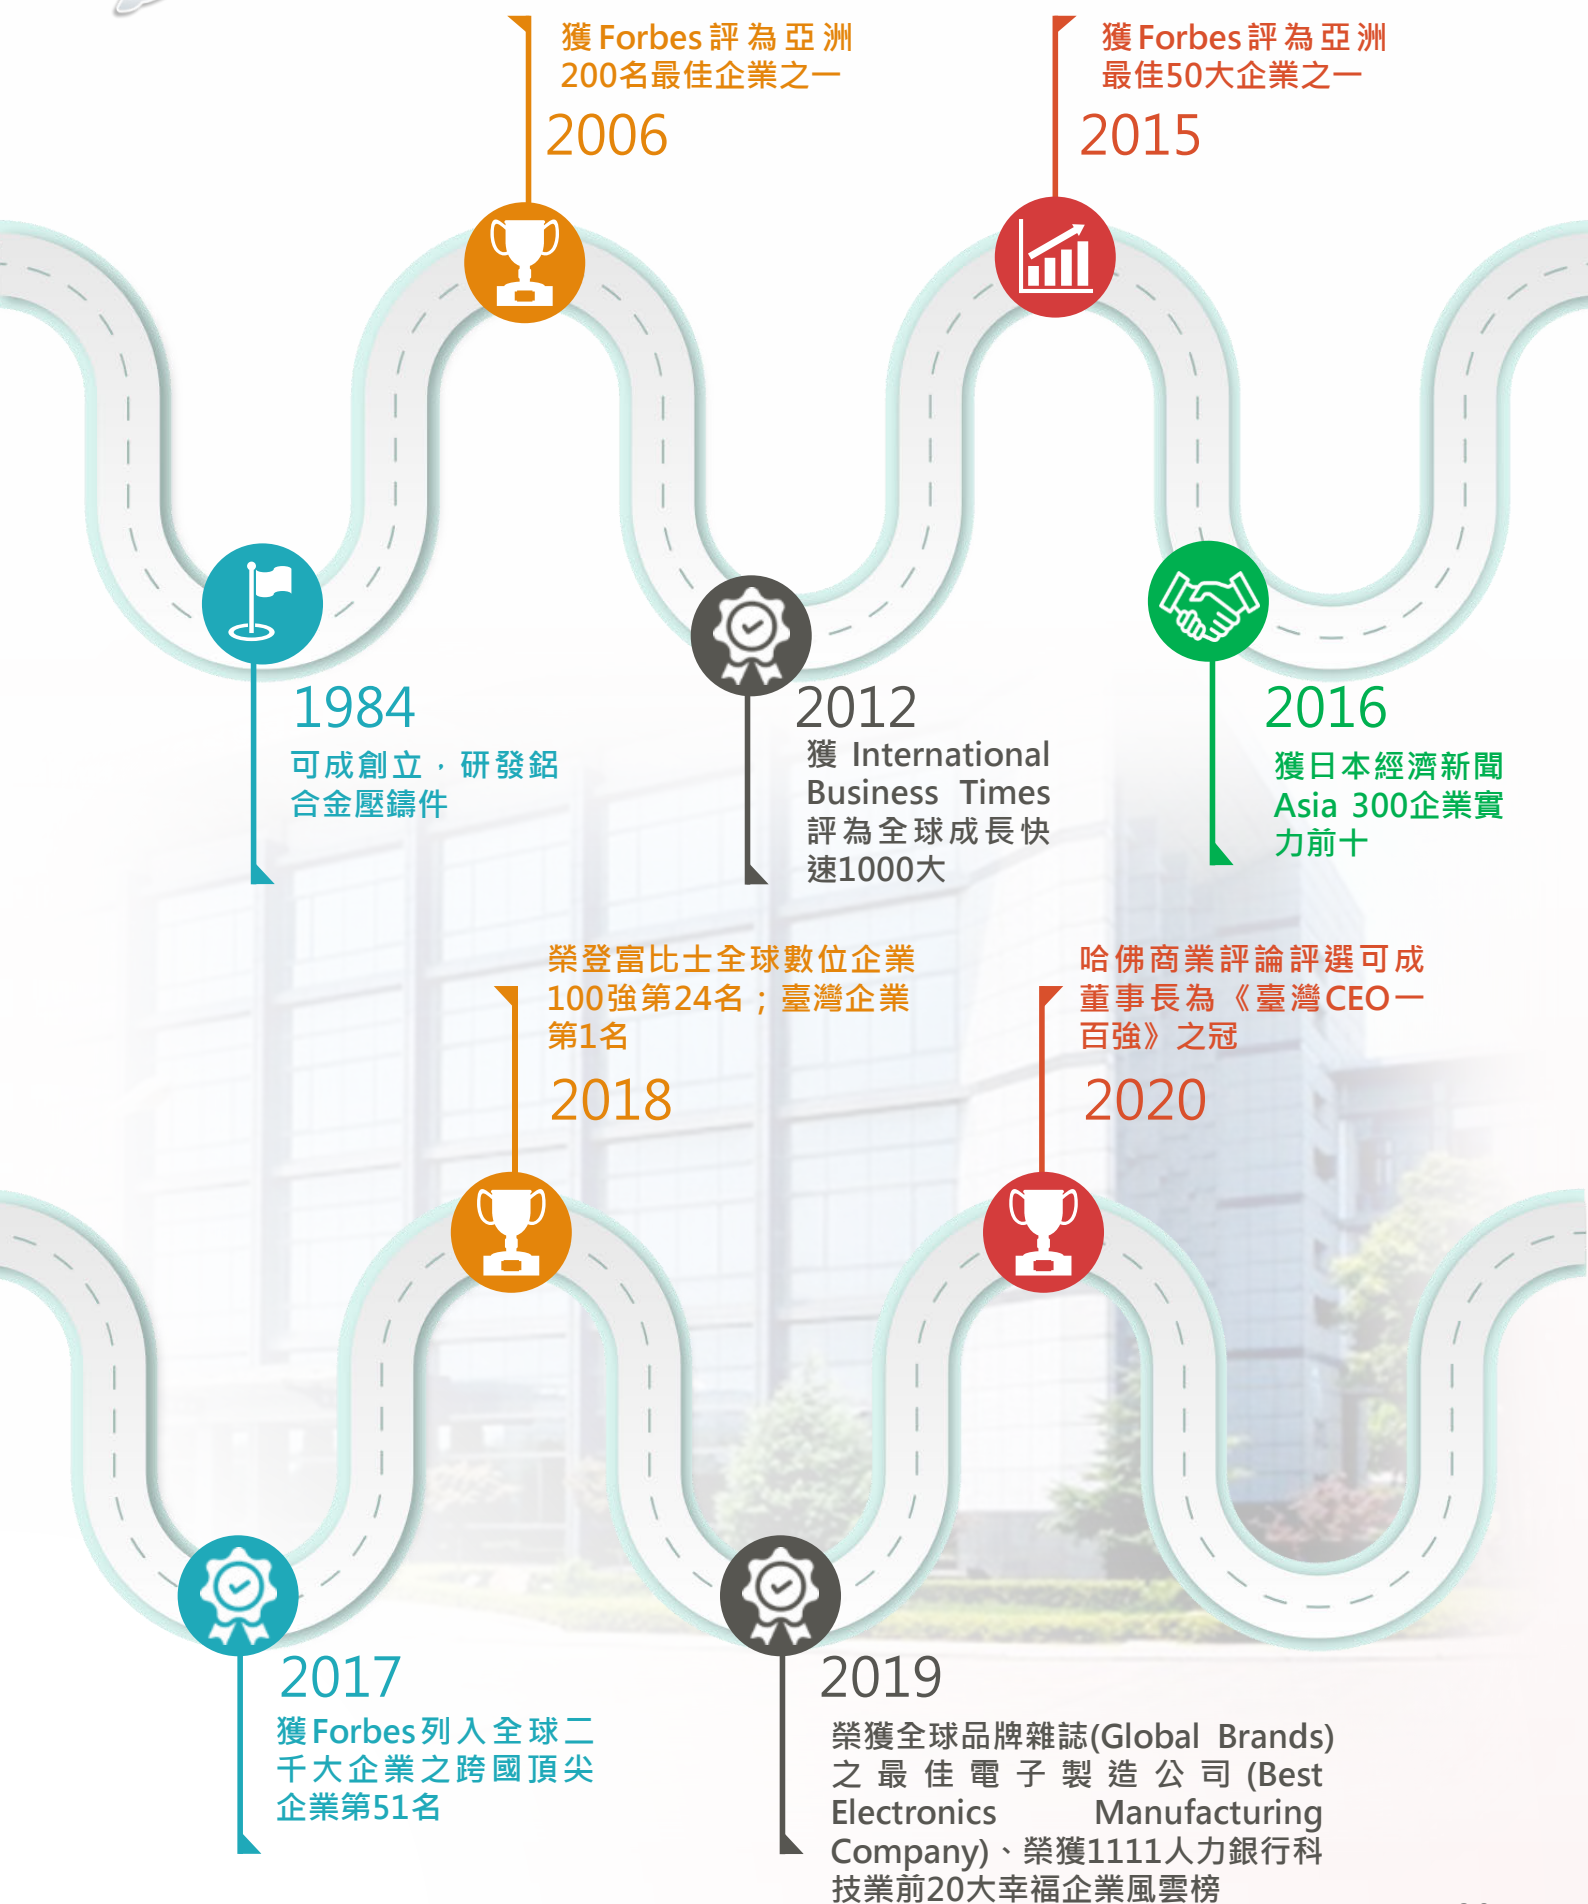 獲Forbes評為亞洲
200名最佳企業之一
2006
獲Forbes評為亞洲
最佳50大企業之一
2015
1984
可成創立，研發鋁
合金壓鑄件
2012
獲 International
Business Times
評為全球成長快
速1000大
2016
獲日本經濟新聞
Asia 300企業實
力前十
榮登富比士全球數位企業
100強第24名；臺灣企業
第1名
2018
哈佛商業評論評選可成
董事長為《臺灣CEO一
百強》之冠
2020
2017
獲Forbes列入全球二
千大企業之跨國頂尖
企業第51名
2019
榮獲全球品牌雜誌(Global Brands)
之最佳電子製造公司(Best
Electronics Manufacturing
Company)、榮獲1111人力銀行科
技業前20大幸福企業風雲榜